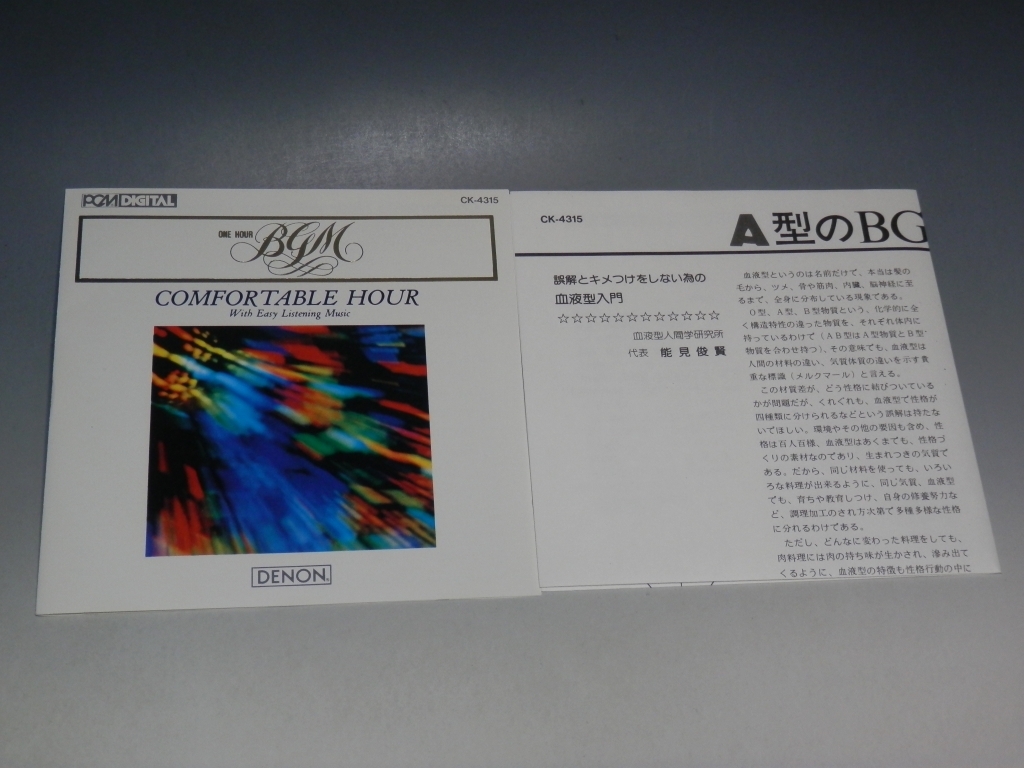 PCM DIGITAL
CK-4315
ONE HOUR
BGM
COMFORTABLE HOUR
With Easy Listening Music
DENON
CK-4315
A型のBG
誤解とキメつけをしない為の
血液型入門
☆☆☆☆☆☆☆☆☆☆☆☆
血液型人間学研究所
代表 能見俊賢
血液型というのは名前だけで、本当は髪の
毛から、ツメ、骨や筋肉、内臓、脳神経に至
るまで、全身に分布している現象である。
O型、A型、B型物質という、化学的に全
く構造特性の違った物質を、それぞれ体内に
持っているわけで(AB型はA型物質とB型
物質を合わせ持つ)、その意味でも、血液型は
人間の材料の違い、気質体質の違いを示す貴
重な標識(メルクマール)と言える。
この材質差が、どう性格に結びついている
かが問題だが、くれぐれも、血液型で性格が
四種類に分けられるなどという誤解は持たな
いでほしい。環境やその他の要因も含め、性
格は百人百様、血液型はあくまでも、性格づ
くりの素材なのであり、生まれつきの気質で
ある。だから、同じ材料を使っても、いろい
ろな料理が出来るように、同じ気質、血液型
でも、育ちや教育しつけ、自身の修養努力な
ど、調理加工のされ方次第で多種多様な性格
に分れるわけである。
ただし、どんなに変わった料理をしても、
肉料理には肉の持ち味が生かされ、滲み出て
くるように、血液型の特徴も性格行動の中に